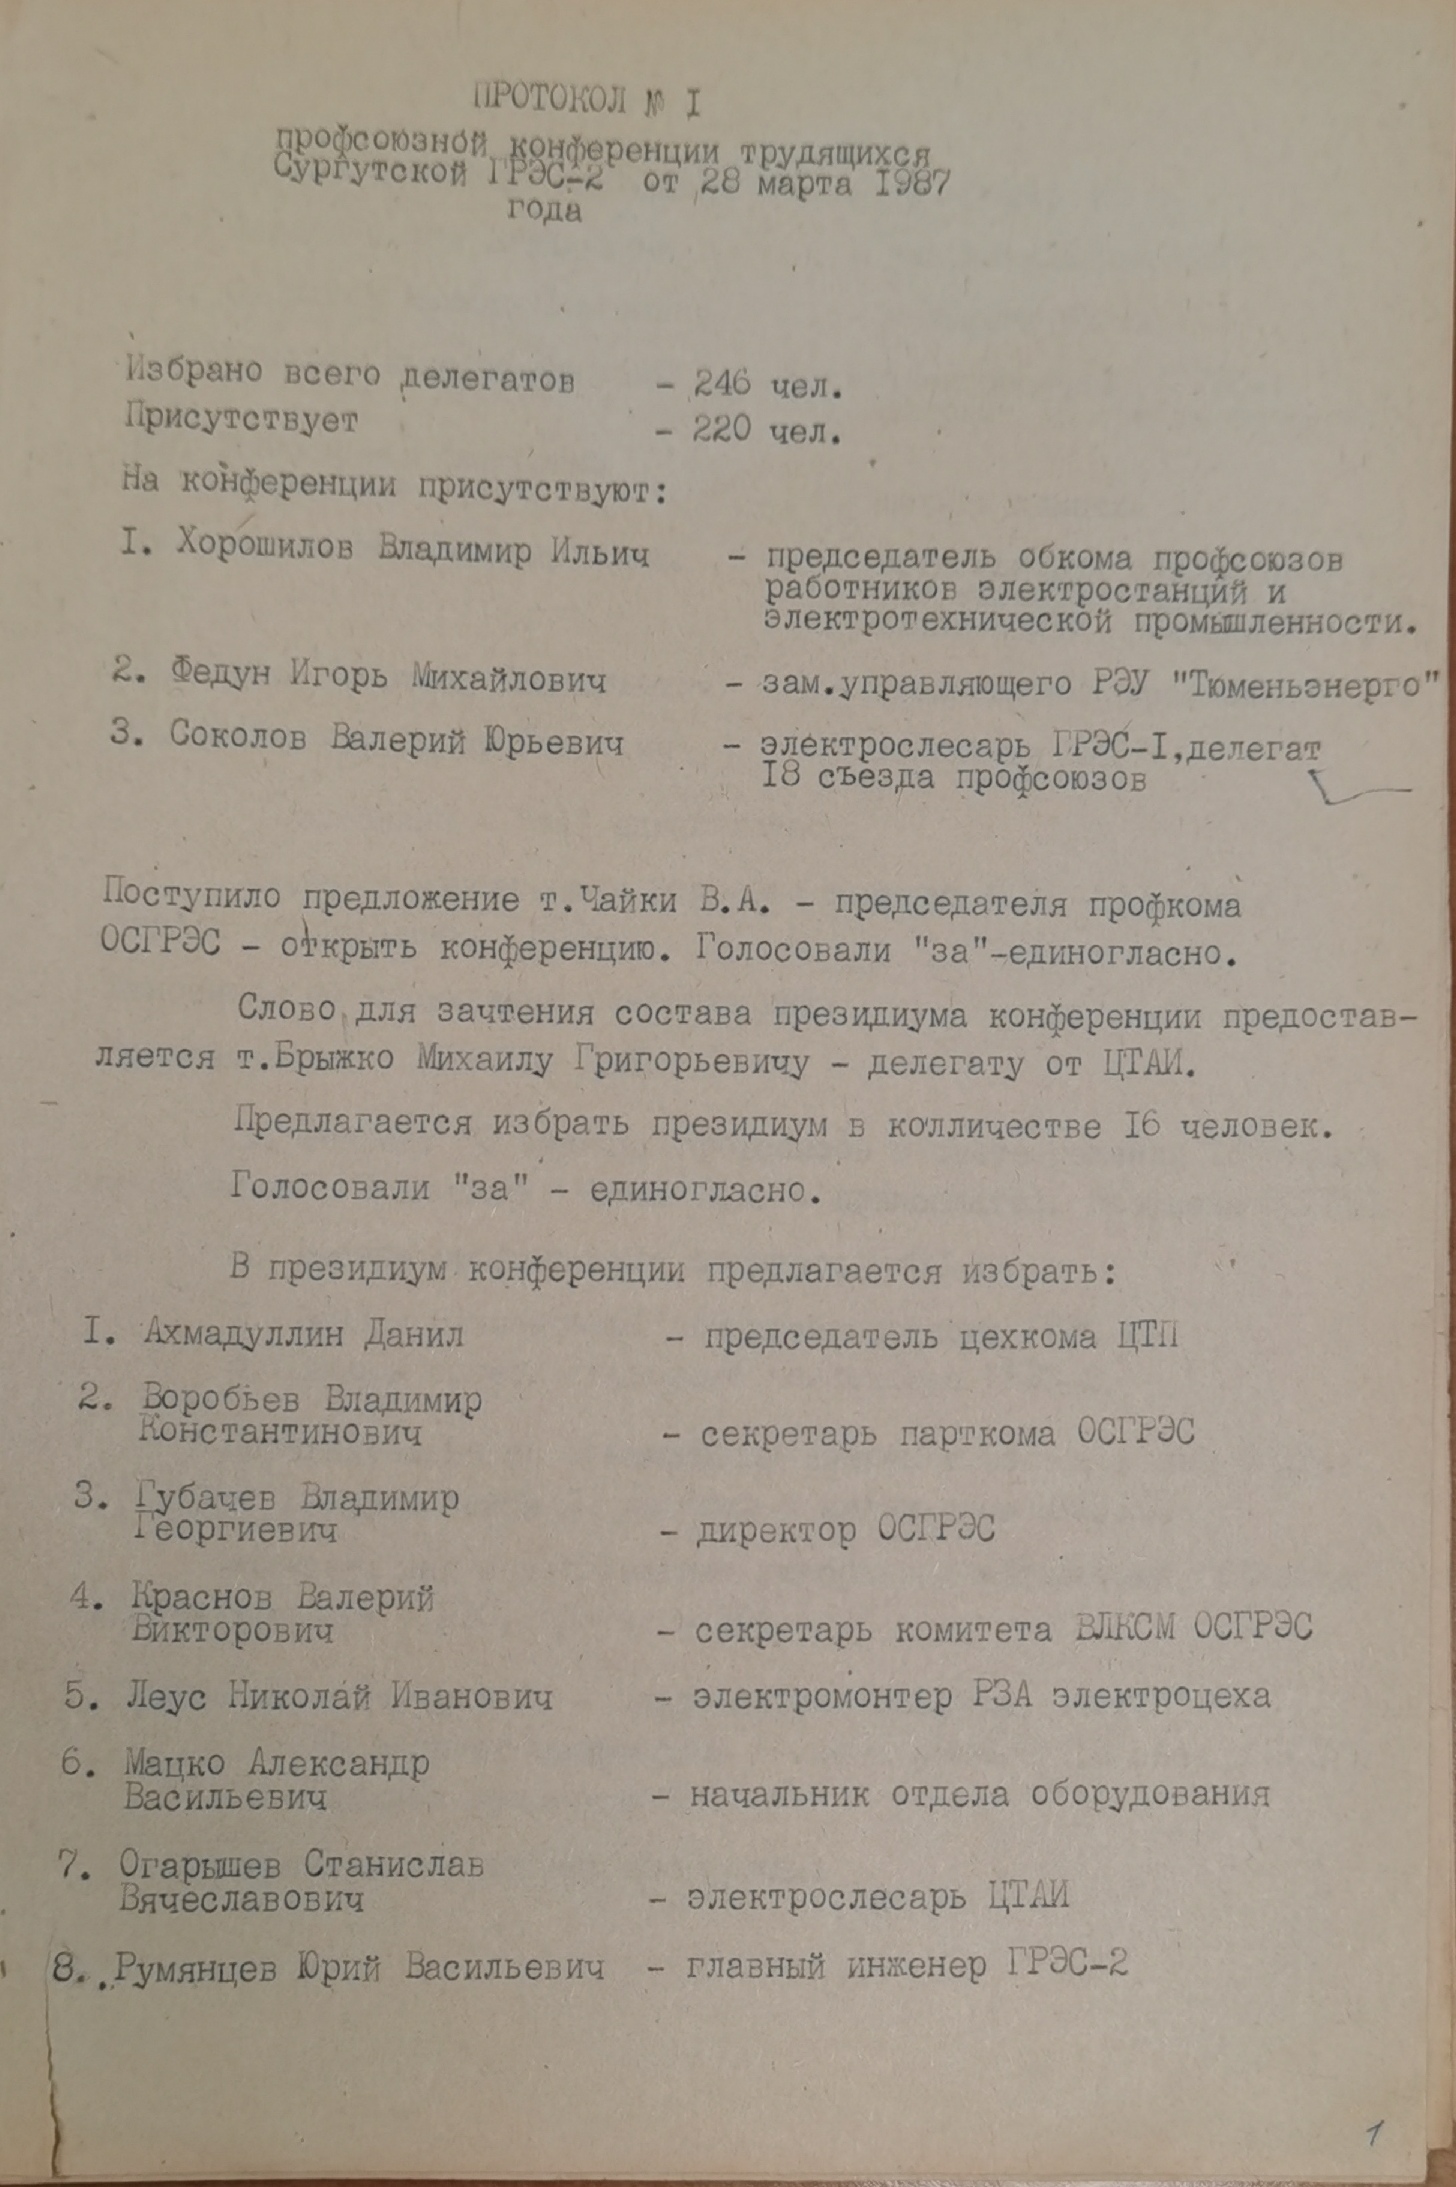 ПРОТОКОЛ № I
профсоюзной конференции трудящихся
Сургутской ГРЭС-2 от 28 марта 1987
года
Избрано всего делегатов - 246 чел.
Присутствует - 220 чел.
На конференции присутствуют:
I. Хорошилов Владимир Ильич - председатель обкома профсоюзов
работников электростанций и
электротехнической промышленности.
2. Федун Игорь Михайлович - зам.управляющего РЭУ "Тюменьэнерго"
3. Соколов Валерий Юрьевич - электрослесарь ГРЭС-I,делегат
18 съезда профсоюзов
Поступило предложение т.Чайки В.А. - председателя профкома
ОСГРЭС - открыть конференцию. Голосовали "за"-единогласно.
Слово для зачтения состава президиума конференции предостав-
ляется т.Брыжко Михаилу Григорьевичу - делегату от ЦТАИ.
Предлагается избрать президиум в колличестве I6 человек.
Голосовали "за" - единогласно.
В президиум конференции предлагается избрать:
I. Ахмадуллин Данил - председатель цехкома ЦТП
2. Воробьев Владимир
Константинович - секретарь парткома ОСГРЭС
3. Губачев Владимир
Георгиевич - директор ОСГРЭС
4. Краснов Валерий
Викторович - секретарь комитета ВЛКСМ ОСГРЭС
5. Леус Николай Иванович - электромонтер РЗА электроцеха
6. Мацко Александр
Васильевич - начальник отдела оборудования
7. Огарышев Станислав
Вячеславович - электрослесарь ЦТАИ
8. Румянцев Юрий Васильевич - главный инженер ГРЭС-2
1